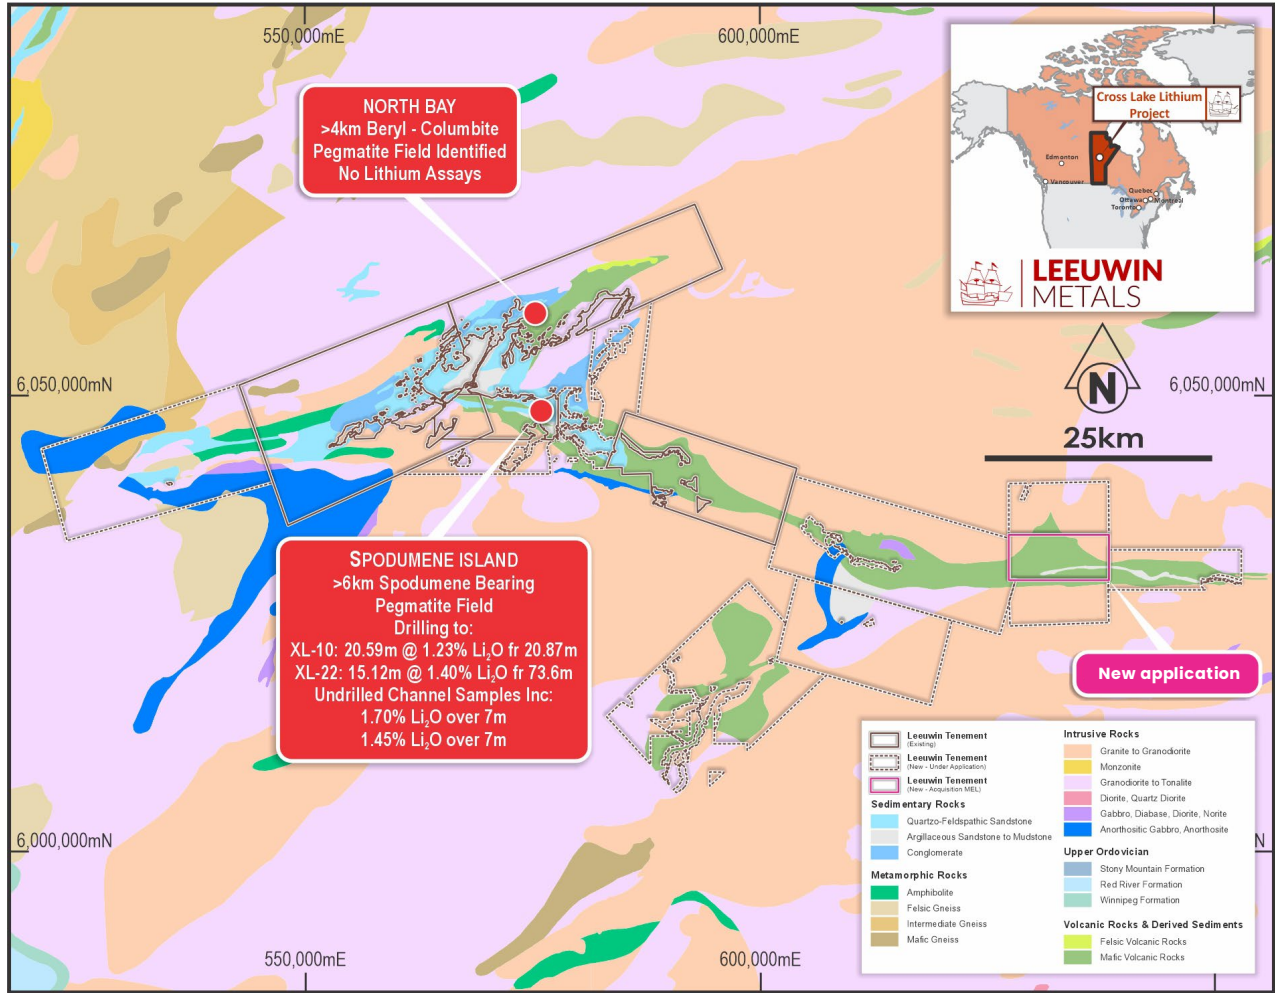 550,000mE
600,000mE
NORTH BAY
>4km Beryl - Columbite
Pegmatite Field Identified
No Lithium Assays
Cross Lake Lithium
Project
Edmonton
Vancouver
Quebec
Ottawa
Montreal
Toronto
LEEUWIN
METALS
6,050,000mN
6,050,000mN
N
25km
SPODUMENE ISLAND
>6km Spodumene Bearing
Pegmatite Field
Drilling to:
XL-10: 20.59m @ 1.23% Li₂O fr 20.87m
XL-22: 15.12m @ 1.40% Li₂O fr 73.6m
Undrilled Channel Samples Inc:
1.70% Li₂O over 7m
1.45% Li₂O over 7m
New application
Leeuwin Tenement
(Existing)
Leeuwin Tenement
(New - Under Application)
Leeuwin Tenement
(New - Acquisition MEL)
Sedimentary Rocks
Quartzo-Feldspathic Sandstone
Argillaceous Sandstone to Mudstone
Conglomerate
Metamorphic Rocks
Amphibolite
Felsic Gneiss
Intermediate Gneiss
Mafic Gneiss
Intrusive Rocks
Granite to Granodiorite
Monzonite
Granodiorite to Tonalite
Diorite, Quartz Diorite
Gabbro, Diabase, Diorite, Norite
Anorthositic Gabbro, Anorthosite
Upper Ordovician
Stony Mountain Formation
Red River Formation
Winnipeg Formation
Volcanic Rocks & Derived Sediments
Felsic Volcanic Rocks
Mafic Volcanic Rocks
6,000,000mN
N
550,000mE
600,000mE